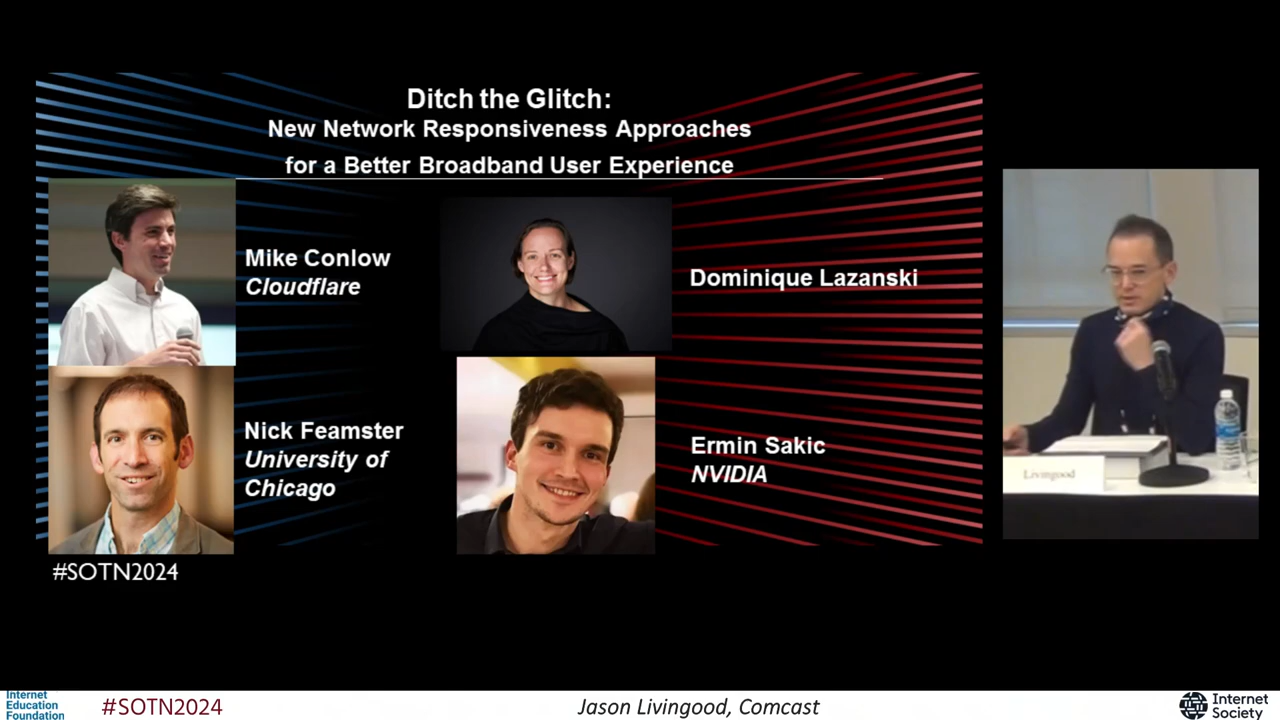 Ditch the Glitch:
New Network Responsiveness Approaches
for a Better Broadband User Experience
Mike Conlow
Cloudflare
Dominique Lazanski
Nick Feamster
University of
Chicago
Ermin Sakic
NVIDIA
#SOTN2024
Livingood
Internet
Education
Foundation
#SOTN2024
Jason Livingood, Comcast
Internet
Society